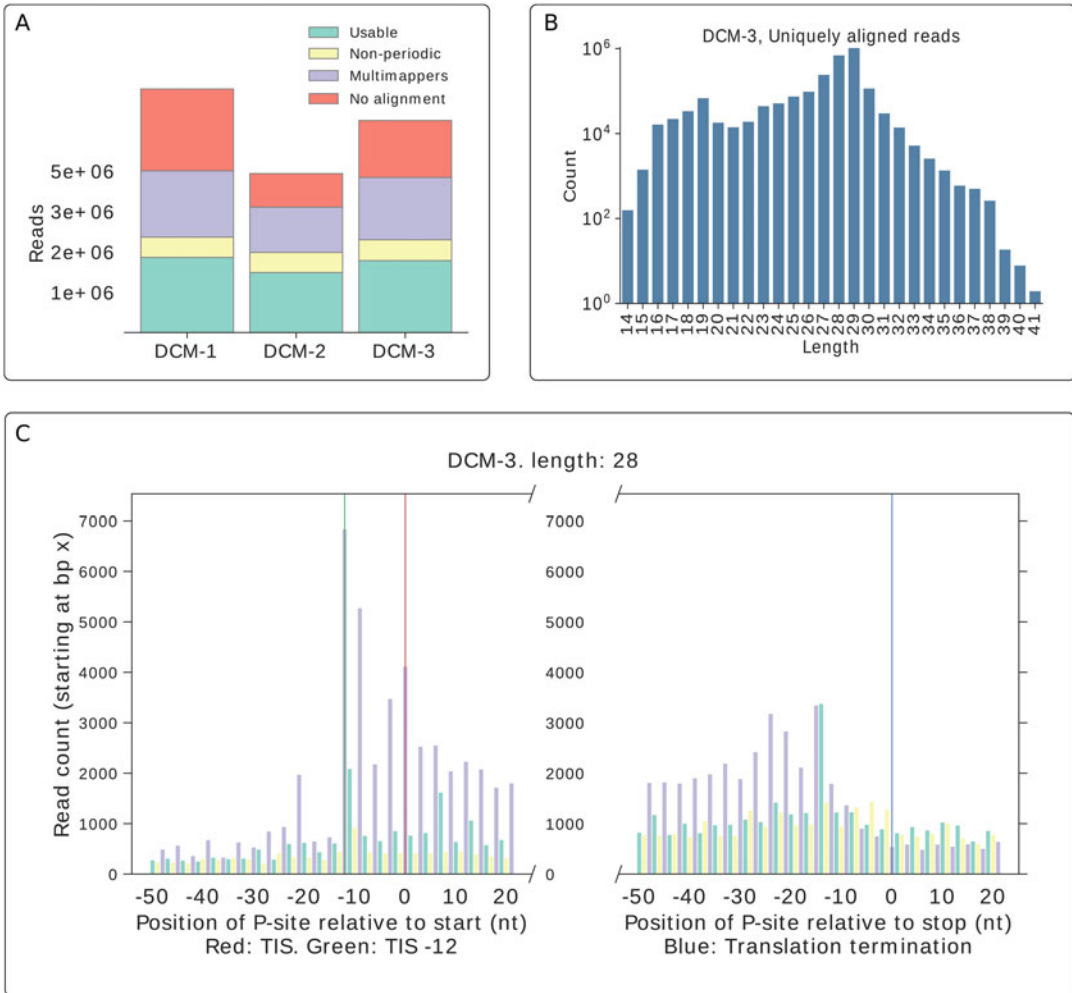 A
Usable
Non-periodic
Multimappers
No alignment
5e+ 06
3e+ 06
2e+ 06
1e+ 06
Reads
DCM-1 DCM-2 DCM-3
B
DCM-3, Uniquely aligned reads
10^6
10^4
10^2
10^0
Count
14 15 16 17 18 19 20 21 22 23 24 25 26 27 28 29 30 31 32 33 34 35 36 37 38 39 40 41
Length
C
DCM-3. length: 28
Read count (starting at bp x)
7000 7000
6000 6000
5000 5000
4000 4000
3000 3000
2000 2000
1000 1000
0 0
-50 -40 -30 -20 -10 0 10 20
Position of P-site relative to start (nt)
Red: TIS. Green: TIS -12
-50 -40 -30 -20 -10 0 10 20
Position of P-site relative to stop (nt)
Blue: Translation termination